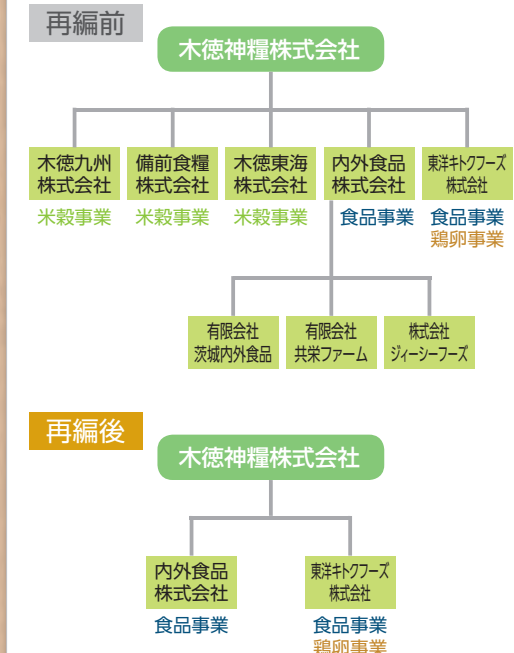 再編前
木徳神糧株式会社
木徳九州
株式会社
米穀事業
備前食糧
株式会社
米穀事業
木徳東海
株式会社
米穀事業
内外食品
株式会社
食品事業
東洋キトクフーズ
株式会社
食品事業
鶏卵事業
有限会社
茨城内外食品
有限会社
共栄ファーム
株式会社
ジィーシーフーズ
再編後
木徳神糧株式会社
内外食品
株式会社
食品事業
東洋キトクフーズ
株式会社
食品事業
鶏卵事業